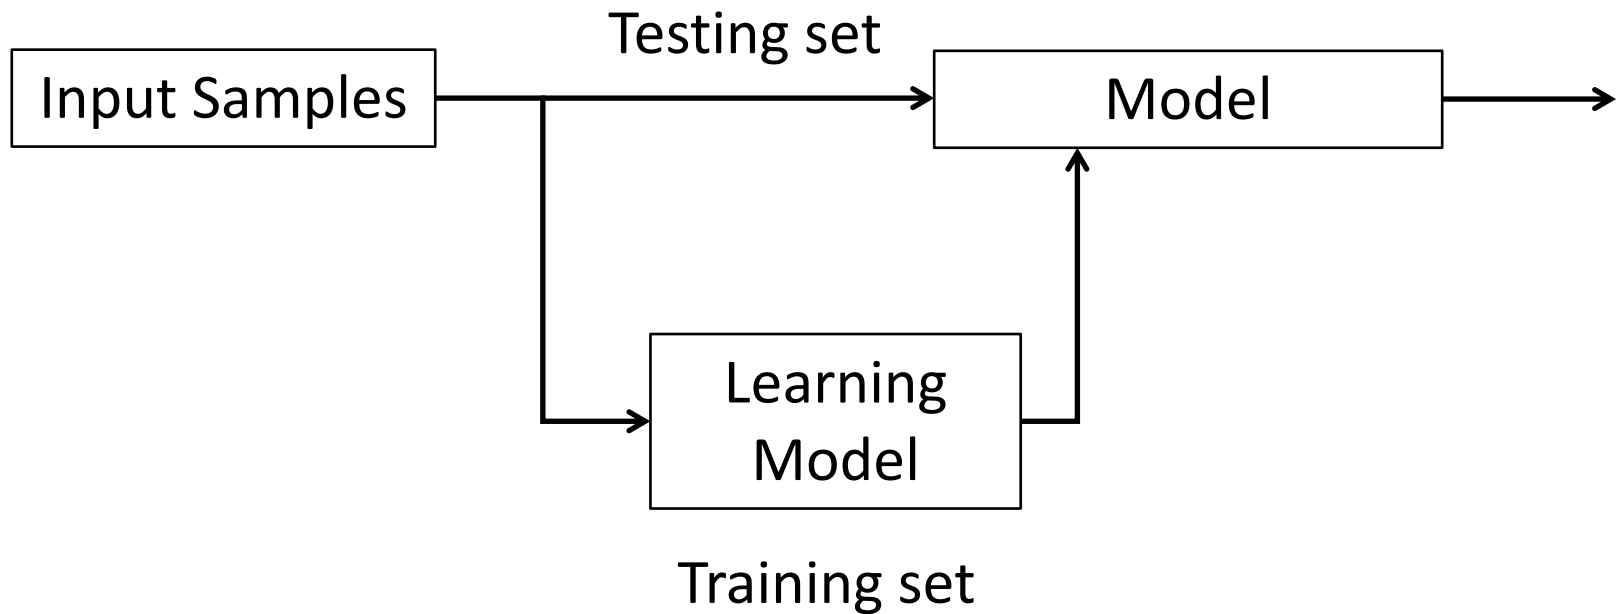 Testing set
Input Samples
Model
Learning
Model
Training set